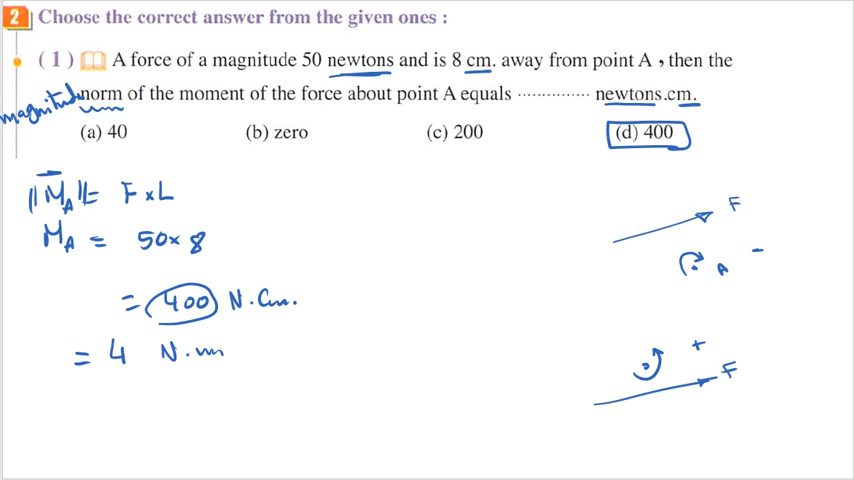 2 Choose the correct answer from the given ones :
( 1 ) A force of a magnitude 50 newtons and is 8 cm. away from point A , then the
magnitude norm of the moment of the force about point A equals ·············· newtons.cm.
(a) 40 (b) zero (c) 200 (d) 400
||M_A|| = F × L
M_A = 50 × 8
= 400 N.Cm.
= 4 N.m
F
A -
+
F